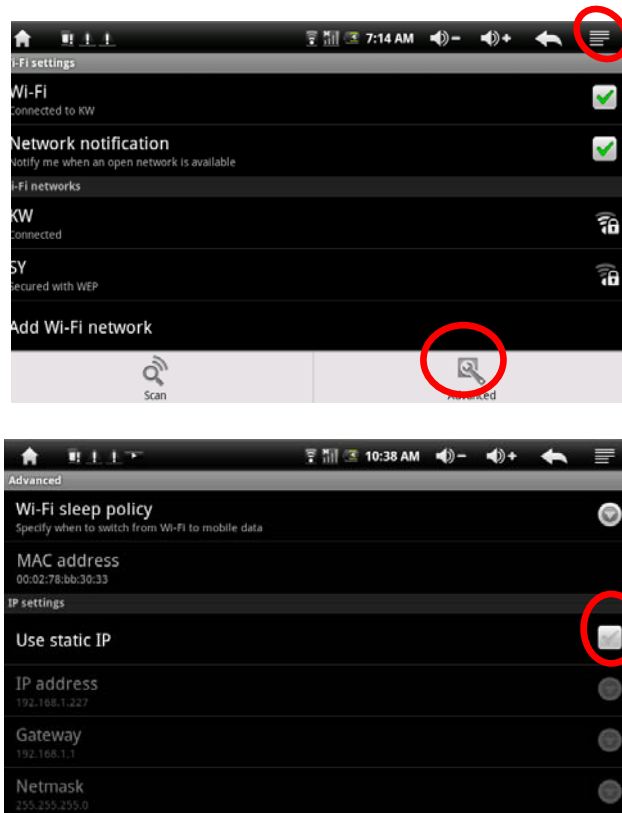 7:14 AM
i-Fi settings
Wi-Fi
Connected to KW
Network notification
Notify me when an open network is available
i-Fi networks
KW
Connected
SY
Secured with WEP
Add Wi-Fi network
Scan
Advanced
10:38 AM
Advanced
Wi-Fi sleep policy
Specify when to switch from Wi-Fi to mobile data
MAC address
00:02:78:bb:30:33
IP settings
Use static IP
IP address
192.168.1.227
Gateway
192.168.1.1
Netmask
255.255.255.0